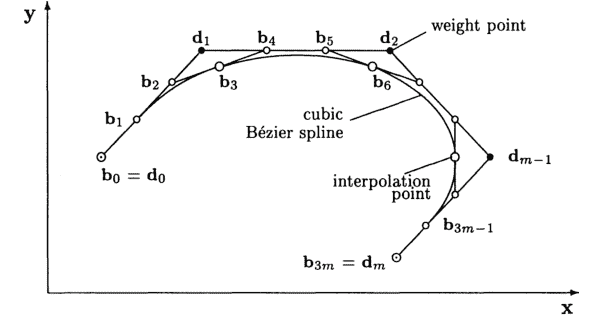 y
d₁
b₄
b₅
d₂
weight point
b₂
b₃
b₆
b₁
cubic
Bézier spline
b₀ = d₀
interpolation
point
dₘ₋₁
b₃ₘ₋₁
b₃ₘ = dₘ
x